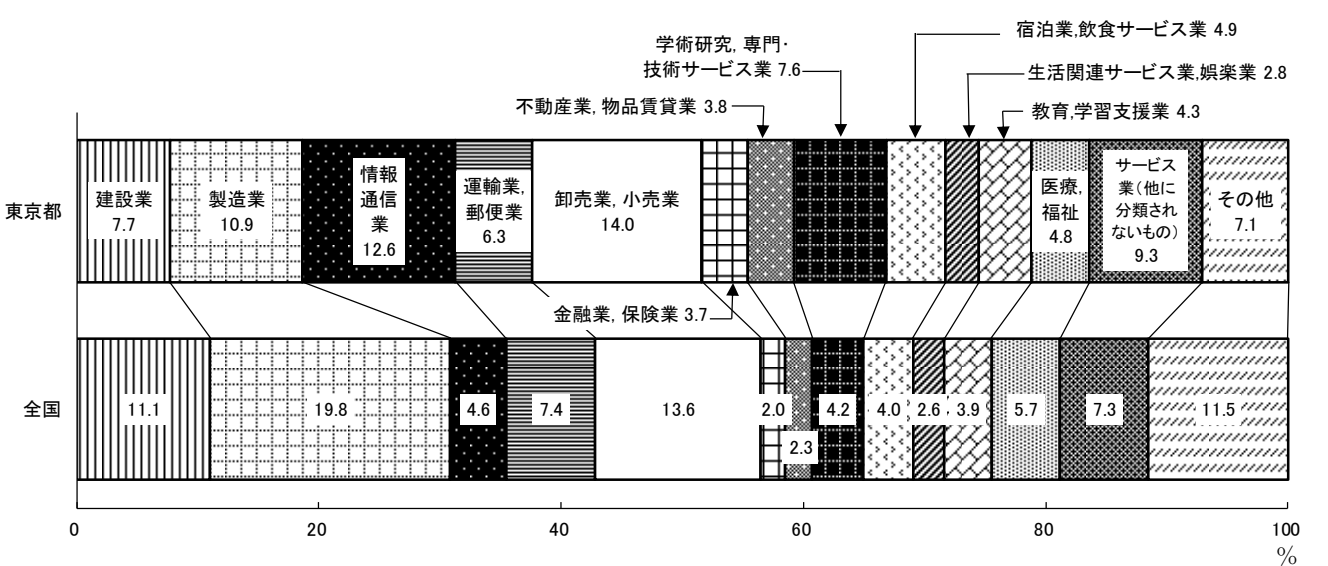 宿泊業,飲食サービス業 4.9
学術研究, 専門・
技術サービス業 7.6
生活関連サービス業,娯楽業 2.8
不動産業, 物品賃貸業 3.8
教育,学習支援業 4.3
東京都
建設業
7.7
製造業
10.9
情報
通信
業
12.6
運輸業,
郵便業
6.3
卸売業, 小売業
14.0
医療,
福祉
4.8
サービス
業(他に
分類され
ないもの)
9.3
その他
7.1
金融業, 保険業 3.7
全国
11.1
19.8
4.6
7.4
13.6
2.0
2.3
4.2
4.0
2.6
3.9
5.7
7.3
11.5
0
20
40
60
80
100
%